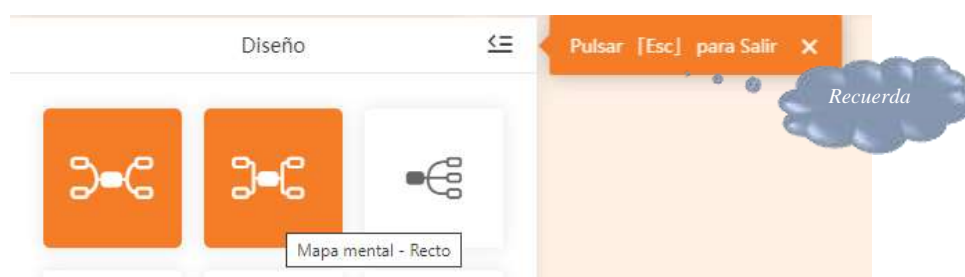 Diseño
Pulsar ⌈Esc⌋ para Salir ×
Recuerda
Mapa mental - Recto